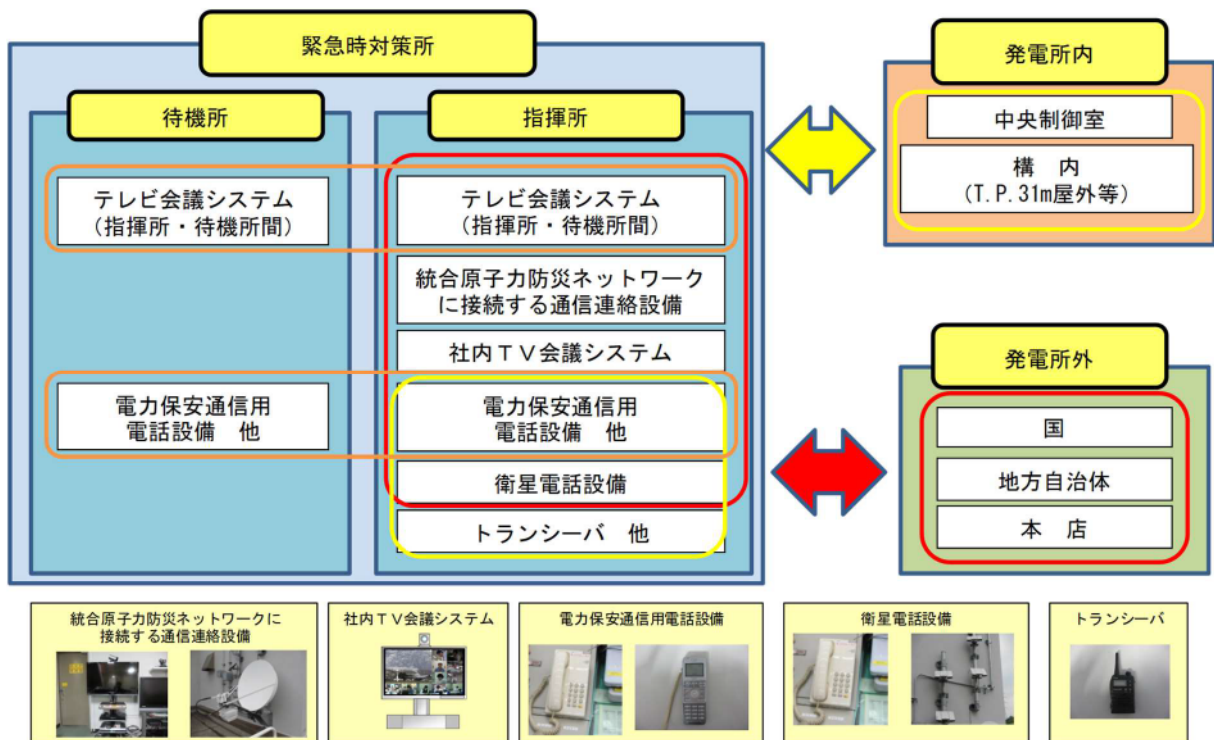 緊急時対策所
待機所
テレビ会議システム
(指揮所・待機所間)
電力保安通信用
電話設備 他
指揮所
テレビ会議システム
(指揮所・待機所間)
統合原子力防災ネットワーク
に接続する通信連絡設備
社内TV会議システム
電力保安通信用
電話設備 他
衛星電話設備
トランシーバ 他
発電所内
中央制御室
構 内
(T.P.31m屋外等)
発電所外
国
地方自治体
本 店
統合原子力防災ネットワークに
接続する通信連絡設備
社内TV会議システム
電力保安通信用電話設備
衛星電話設備
トランシーバ